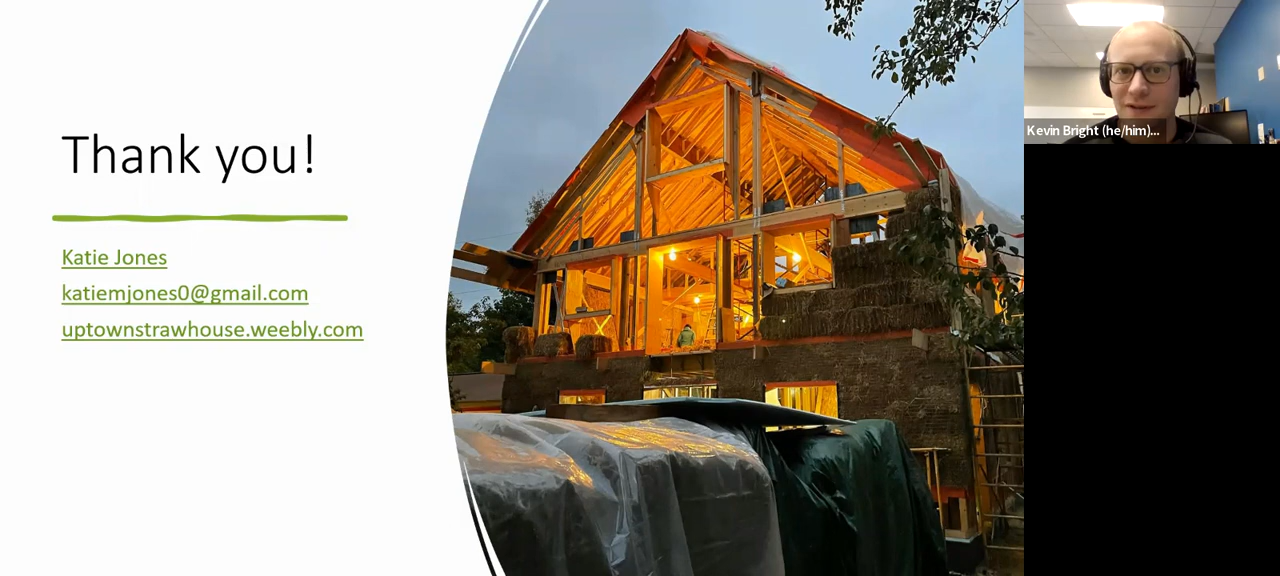 Thank you!
Katie Jones
katiemjones0@gmail.com
uptownstrawhouse.weebly.com
Kevin Bright (he/him)...